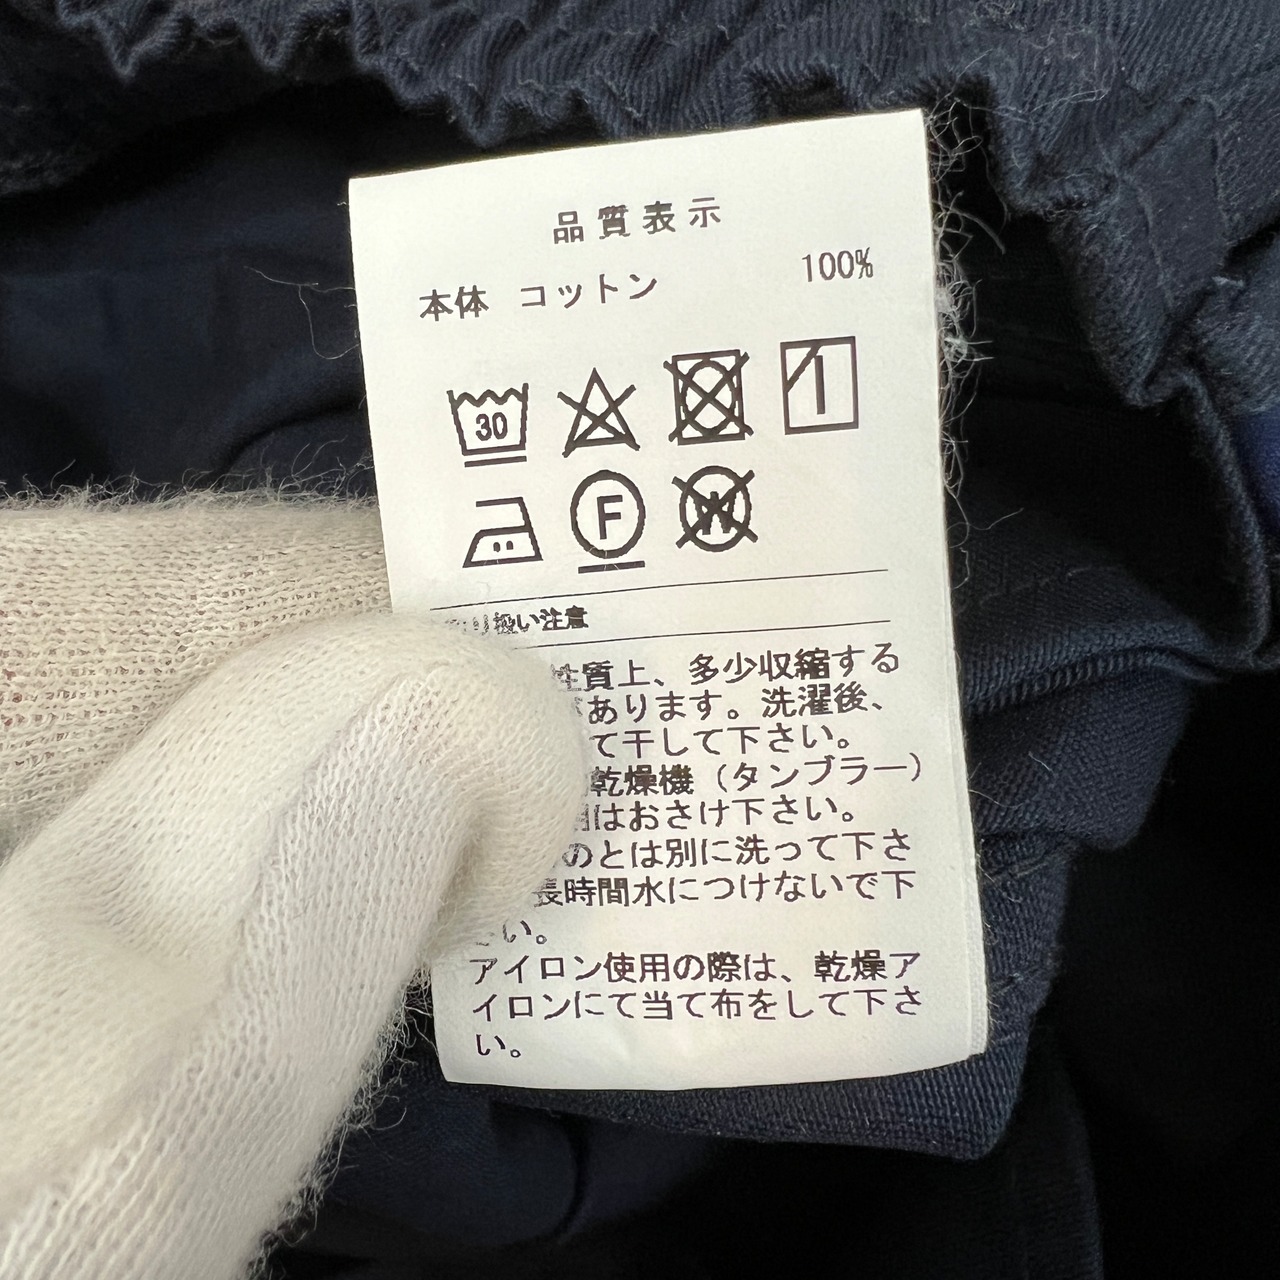 品質表示
本体 コットン 100%
30
F
W
り扱い注意
性質上、多少収縮する
あります。洗濯後、
て干して下さい。
乾燥機（タンブラー）
はおさけ下さい。
のとは別に洗って下さ
長時間水につけないで下
い。
アイロン使用の際は、乾燥ア
イロンにて当て布をして下さ
い。